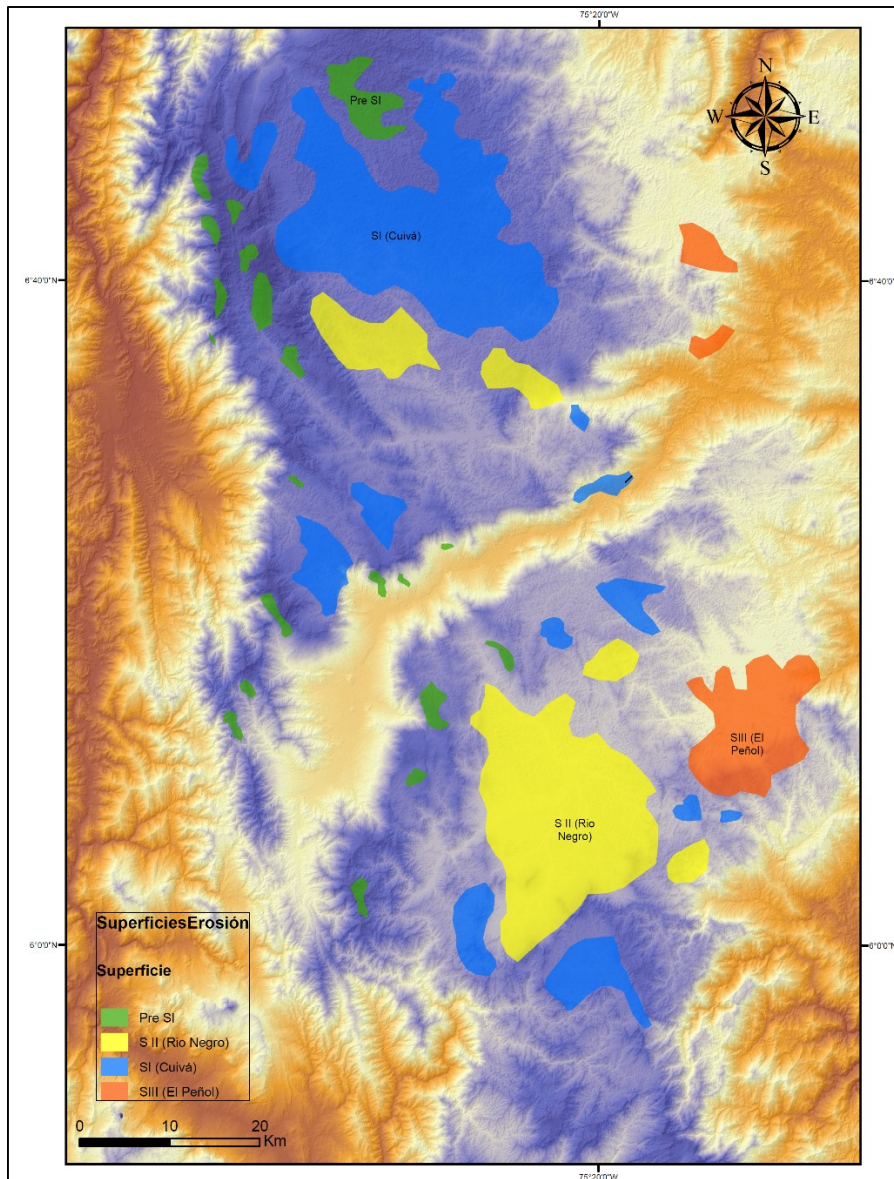 75°20'0"W
N
W E
S
Pre SI
SI (Cuivá)
6°40'0"N
6°40'0"N
SIII (El
Peñol)
S II (Rio
Negro)
SuperficiesErosión
6°0'0"N
6°0'0"N
Superficie
Pre SI
S II (Rio Negro)
SI (Cuivá)
SIII (El Peñol)
0 10 20
Km
75°20'0"W